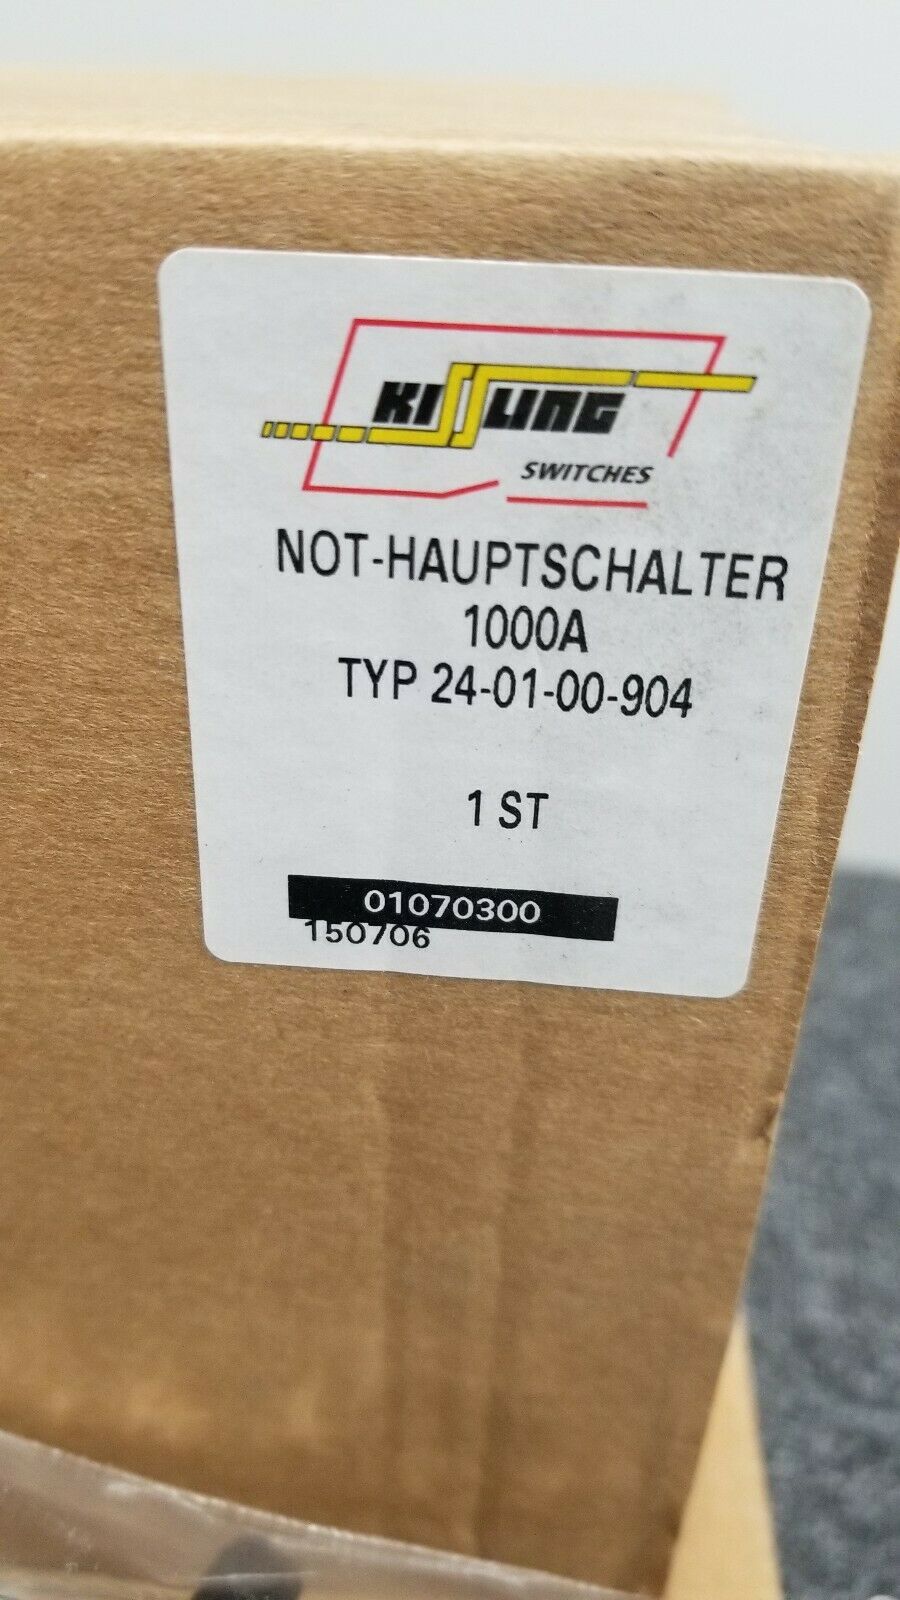 KISSLING
SWITCHES
NOT-HAUPTSCHALTER
1000A
TYP 24-01-00-904
1 ST
01070300
150706